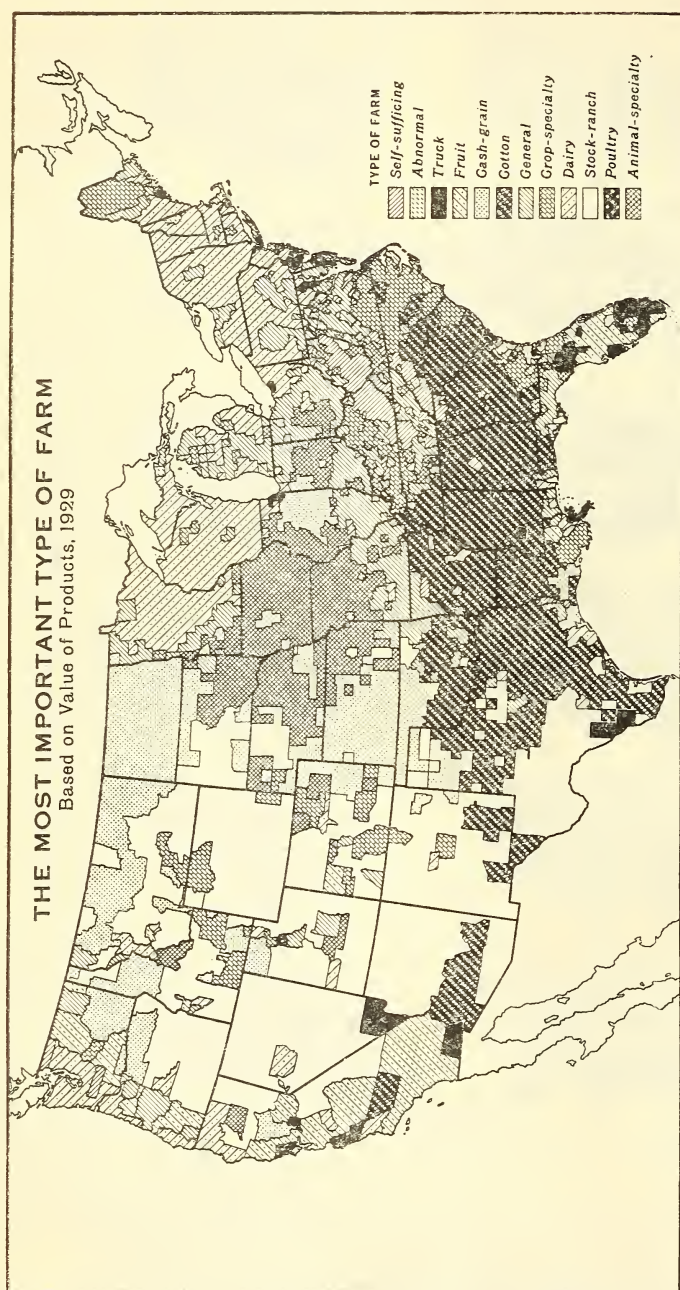 THE MOST IMPORTANT TYPE OF FARM
Based on Value of Products, 1929
TYPE OF FARM
Self-sufficing
Abnormal
Truck
Fruit
Cash-grain
Cotton
General
Crop-specialty
Dairy
Stock-ranch
Poultry
Animal-specialty